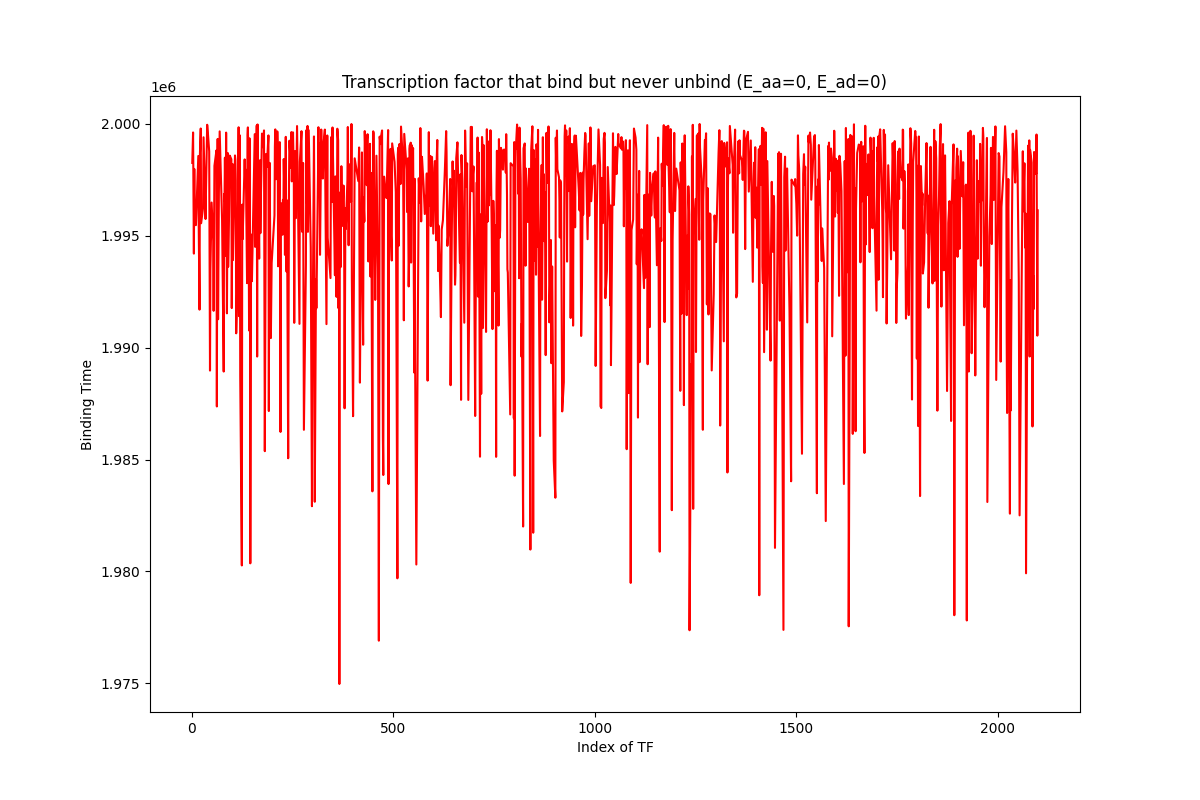 Transcription factor that bind but never unbind (E_aa=0, E_ad=0)
1e6
2.000
1.995
1.990
1.985
1.980
1.975
Binding Time
0 500 1000 1500 2000
Index of TF